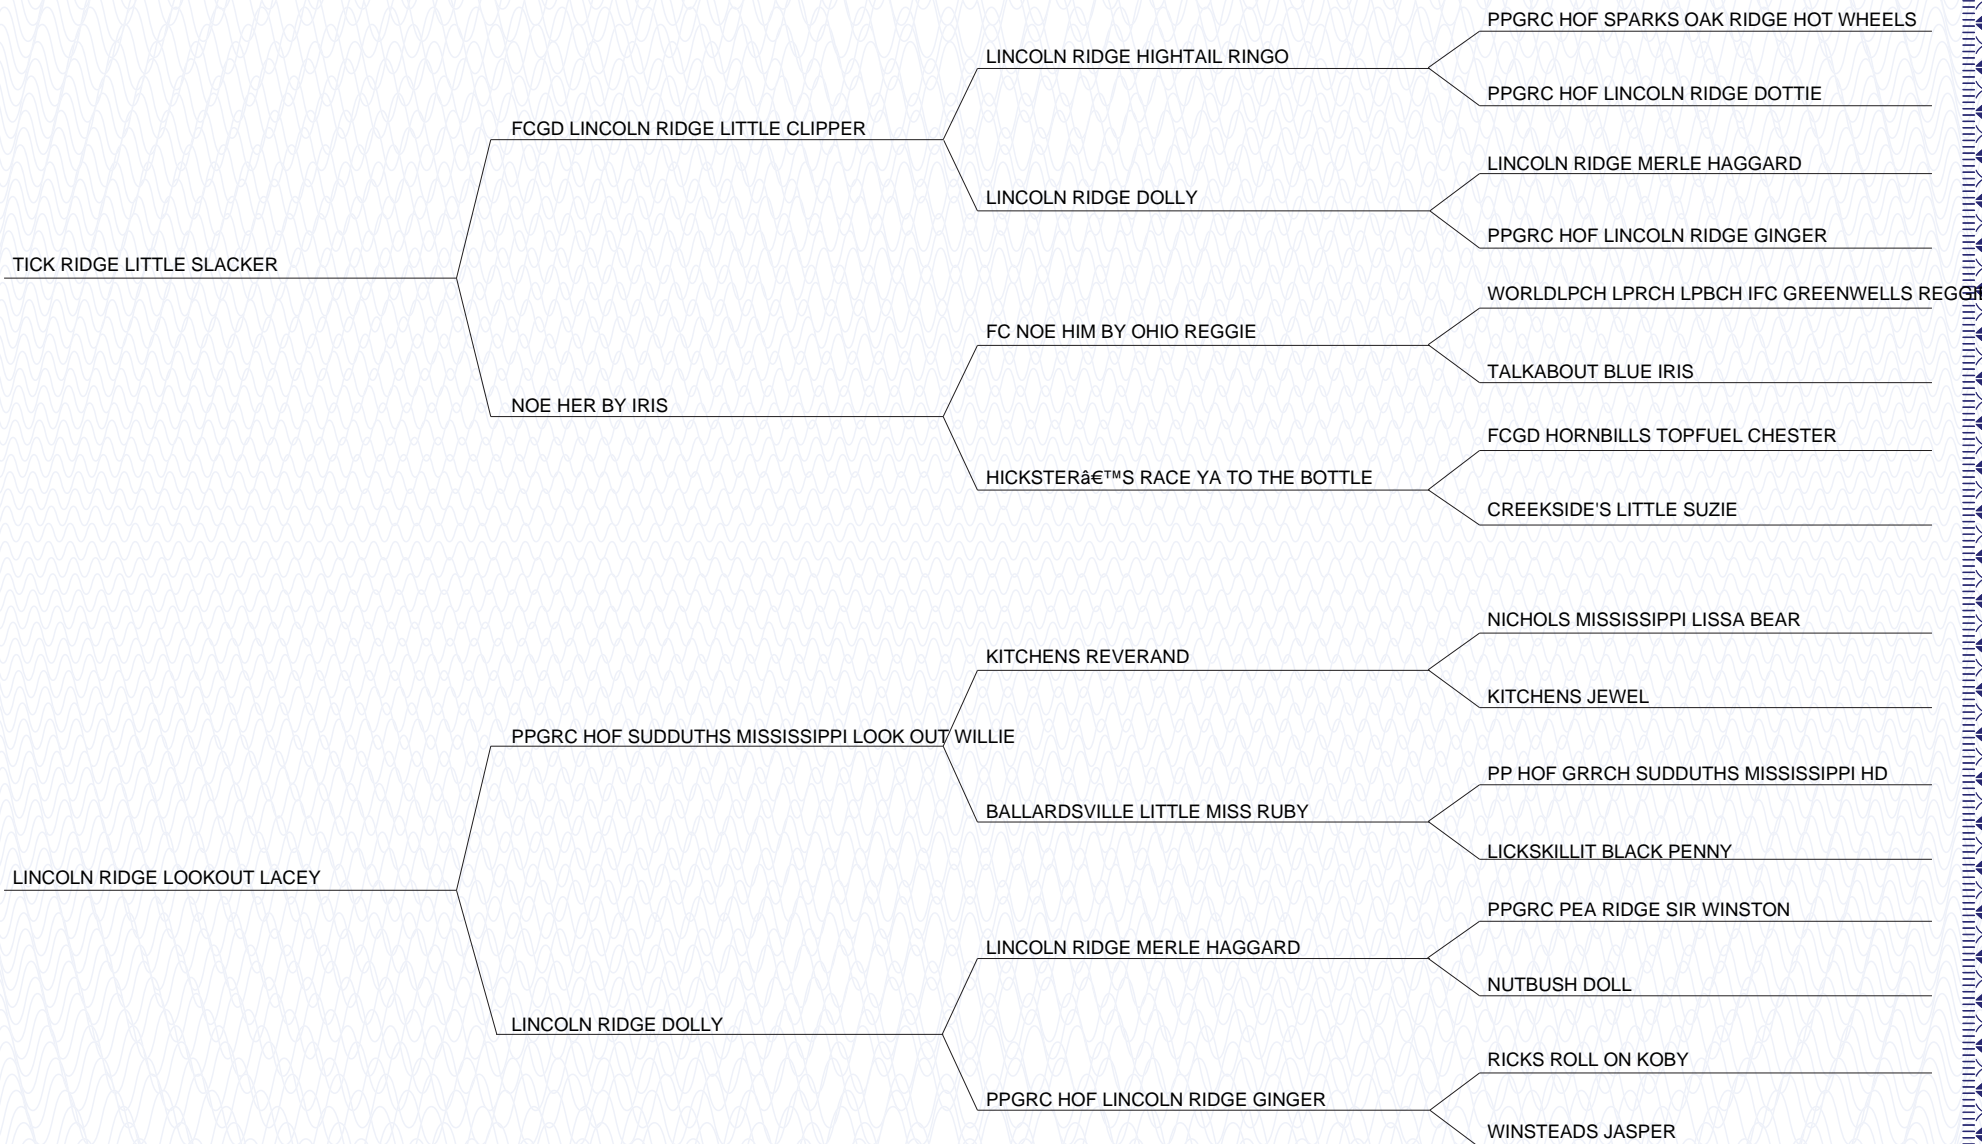 PPGRC HOF SPARKS OAK RIDGE HOT WHEELS
LINCOLN RIDGE HIGHTAIL RINGO
PPGRC HOF LINCOLN RIDGE DOTTIE
FCGD LINCOLN RIDGE LITTLE CLIPPER
LINCOLN RIDGE MERLE HAGGARD
LINCOLN RIDGE DOLLY
PPGRC HOF LINCOLN RIDGE GINGER
TICK RIDGE LITTLE SLACKER
WORLDLPCH LPRCH LPBCH IFC GREENWELLS
FC NOE HIM BY OHIO REGGIE
TALKABOUT BLUE IRIS
NOE HER BY IRIS
FCGD HORNBILLS TOPFUEL CHESTER
HICKSTER’S RACE YA TO THE BOTTLE
CREEKSIDE'S LITTLE SUZIE
NICHOLS MISSISSIPPI LISSA BEAR
KITCHENS REVERAND
KITCHENS JEWEL
PPGRC HOF SUDDUTHS MISSISSIPPI LOOK OUT WILLIE
PP HOF GRRCH SUDDUTHS MISSISSIPPI HD
BALLARDSVILLE LITTLE MISS RUBY
LICKSKILLIT BLACK PENNY
LINCOLN RIDGE LOOKOUT LACEY
PPGRC PEA RIDGE SIR WINSTON
LINCOLN RIDGE MERLE HAGGARD
NUTBUSH DOLL
LINCOLN RIDGE DOLLY
RICKS ROLL ON KOBY
PPGRC HOF LINCOLN RIDGE GINGER
WINSTEADS JASPER